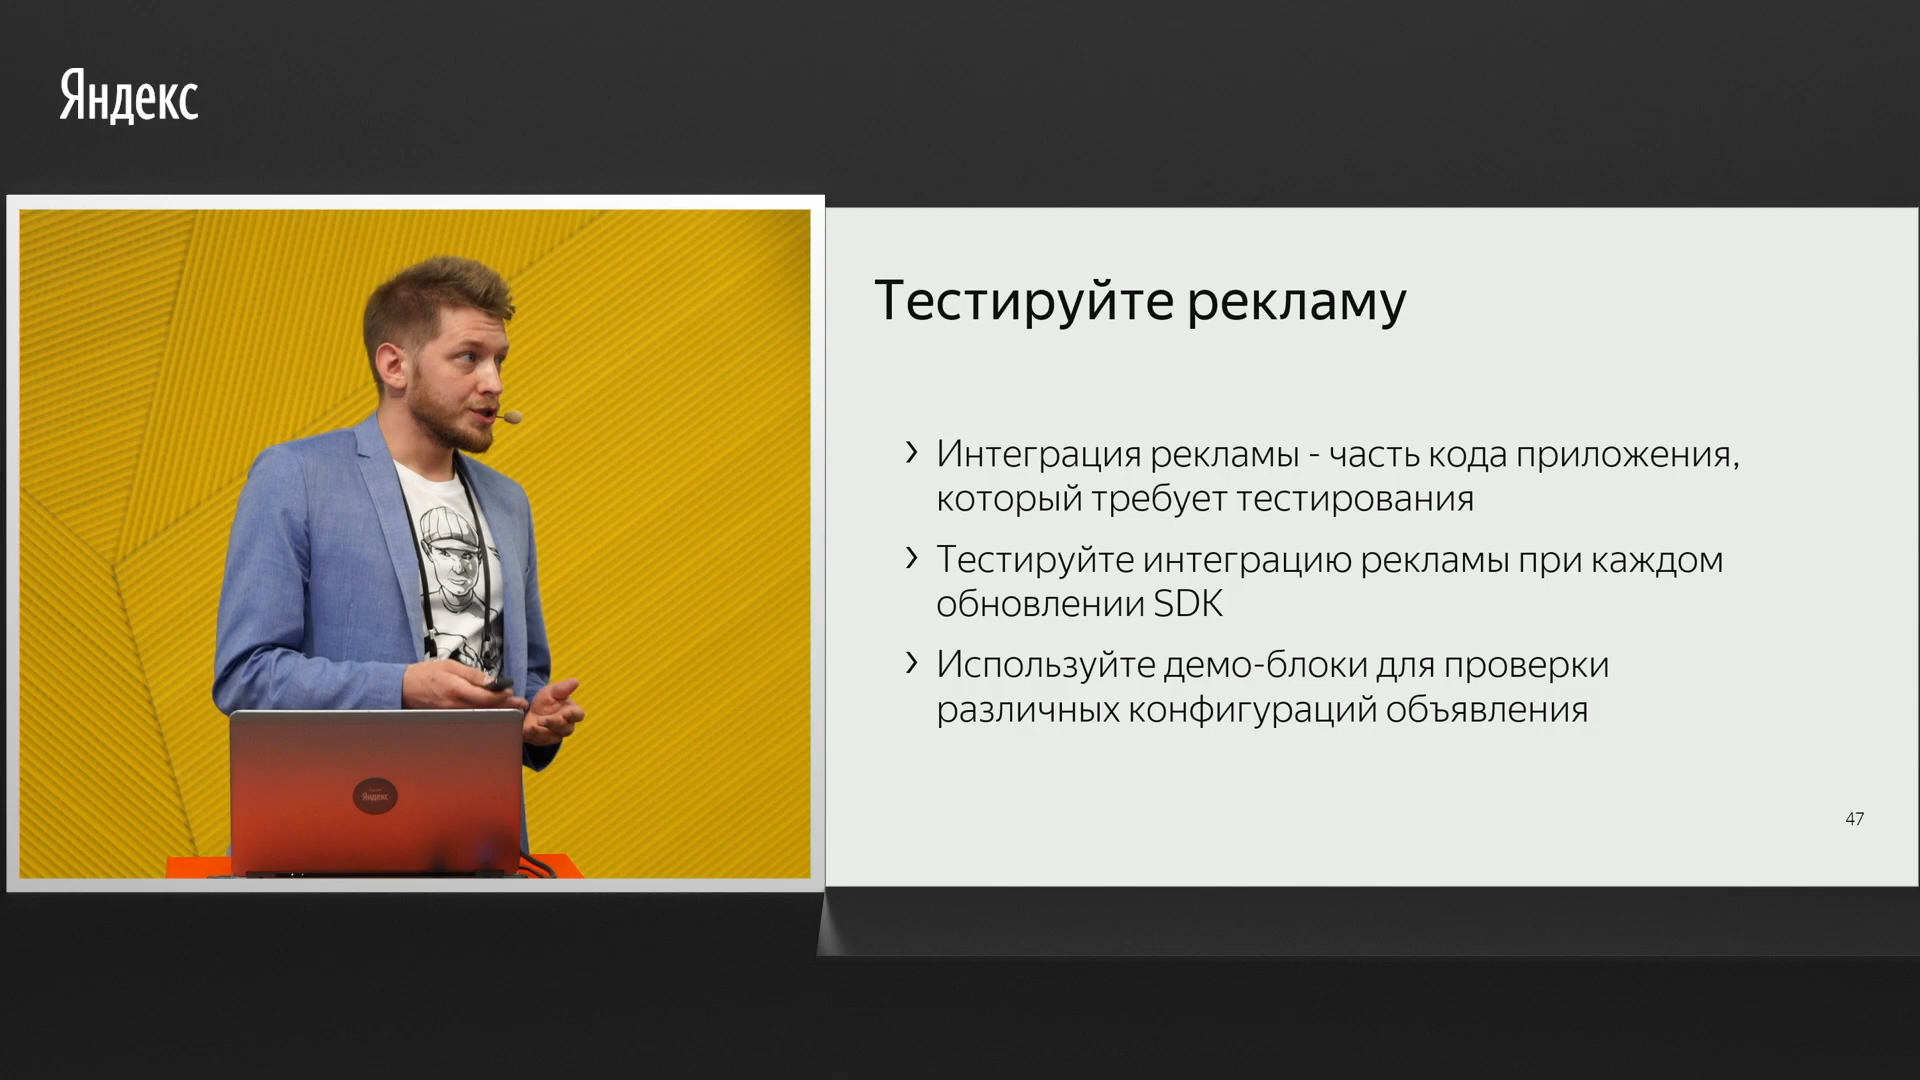 Яндекс
Тестируйте рекламу
› Интеграция рекламы - часть кода приложения,
который требует тестирования
› Тестируйте интеграцию рекламы при каждом
обновлении SDK
› Используйте демо-блоки для проверки
различных конфигураций объявления
47
Яндекс